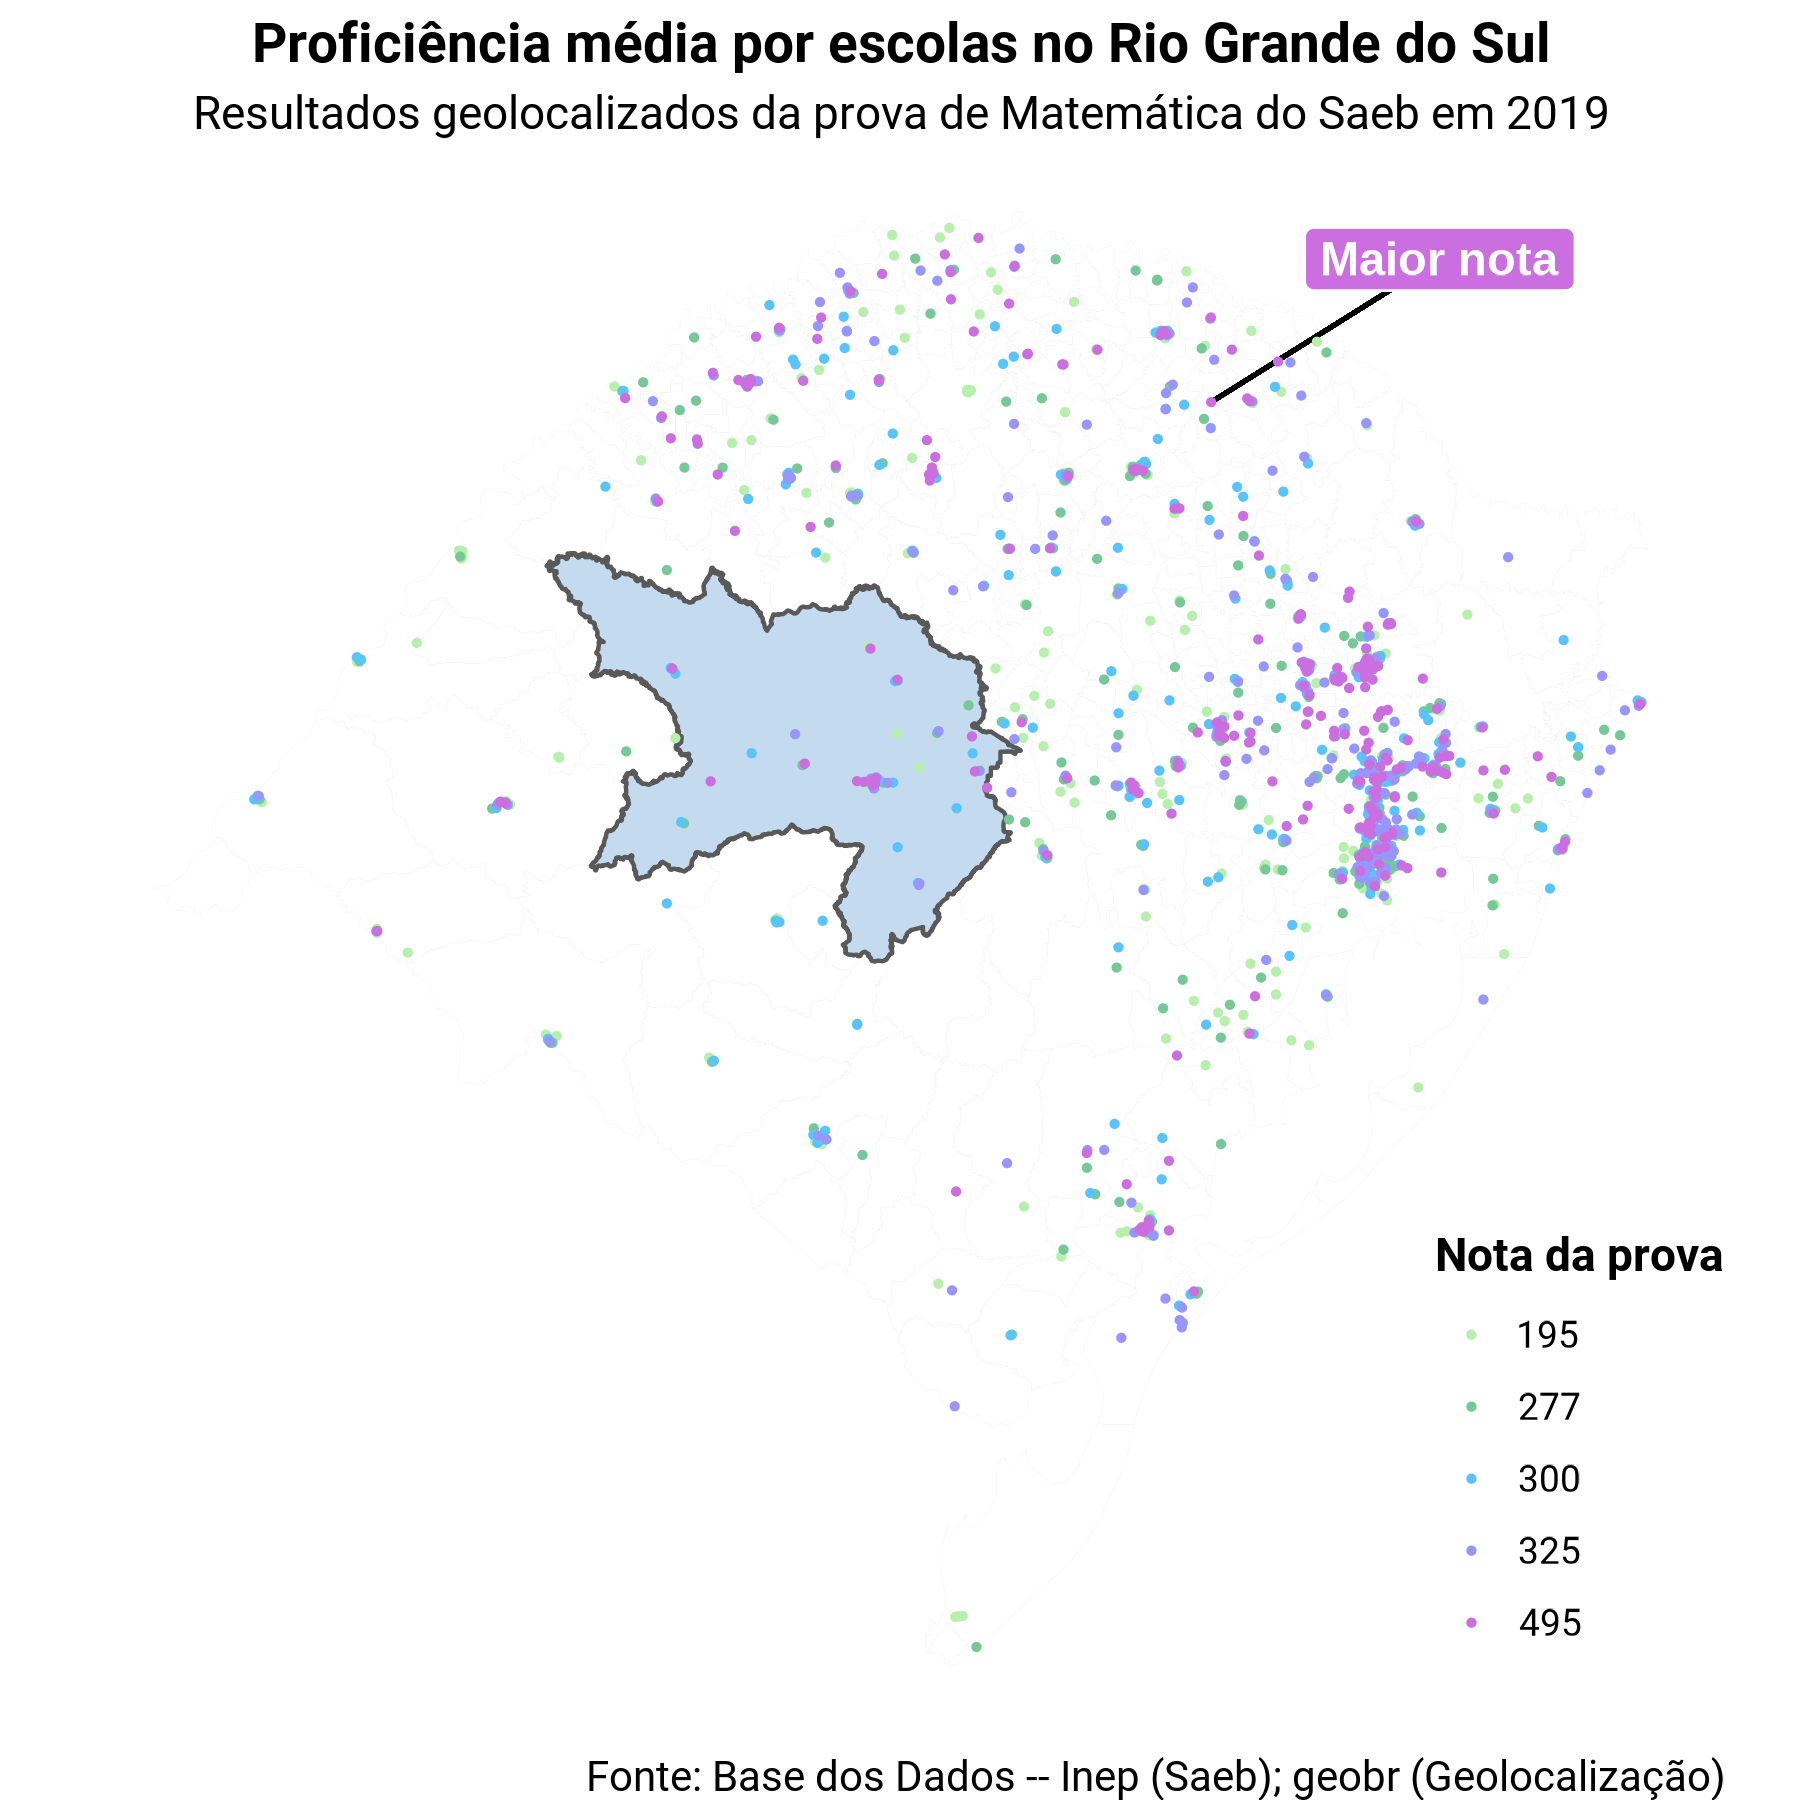 Proficiência média por escolas no Rio Grande do Sul
Resultados geolocalizados da prova de Matemática do Saeb em 2019
Maior nota
Nota da prova
195
277
300
325
495
Fonte: Base dos Dados -- Inep (Saeb); geobr (Geolocalização)